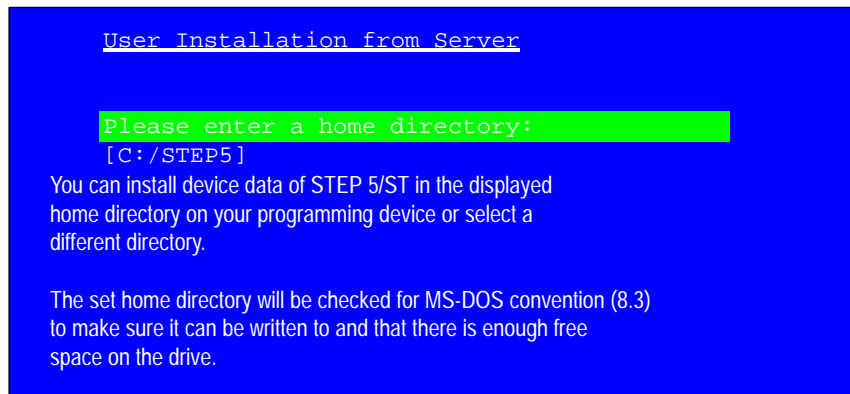 User Installation from Server
Please enter a home directory:
[C:/STEP5]
You can install device data of STEP 5/ST in the displayed
home directory on your programming device or select a
different directory.
The set home directory will be checked for MS-DOS convention (8.3)
to make sure it can be written to and that there is enough free
space on the drive.